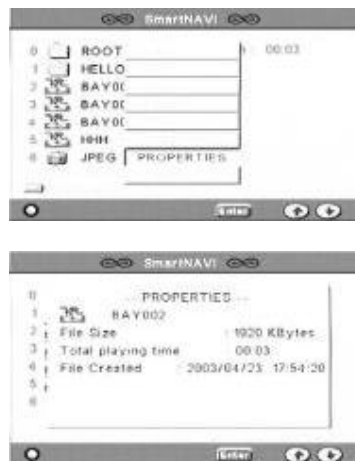 SmartNAVI
0 ROOT 00:03
1 HELLO
2 BAY00
3 BAY00
4 BAY00
5 HHH
6 JPEG PROPERTIES
Enter
SmartNAVI
0 PROPERTIES
1 BAY002
2 File Size : 1920 KBytes
3 Total playing time 00:03
4 File Created : 2003/04/23 17:54:20
5
6
Enter